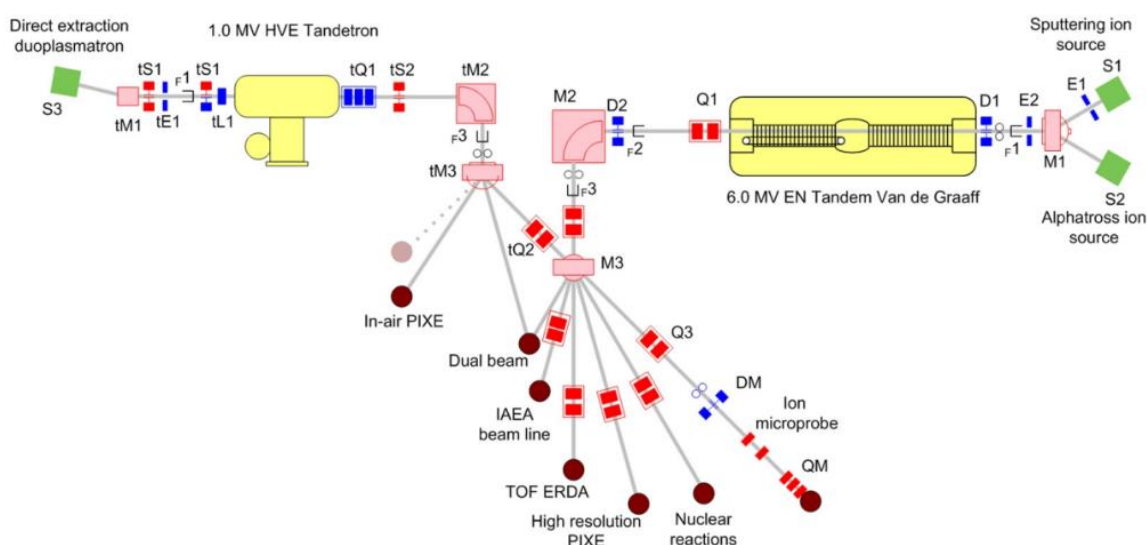 Direct extraction
duoplasmatron
S3
1.0 MV HVE Tandetron
tS1
tS1
tQ1
tS2
tM2
F1
tM1
tE1
tL1
F3
tM3
tQ2
In-air PIXE
M2
D2
F2
Q1
D1
E2
E1
Sputtering ion
source
S1
F1
M1
6.0 MV EN Tandem Van de Graaff
S2
Alphatross ion
source
F3
M3
Dual beam
IAEA
beam line
TOF ERDA
High resolution
PIXE
Nuclear
reactions
Q3
DM
Ion
microprobe
QM